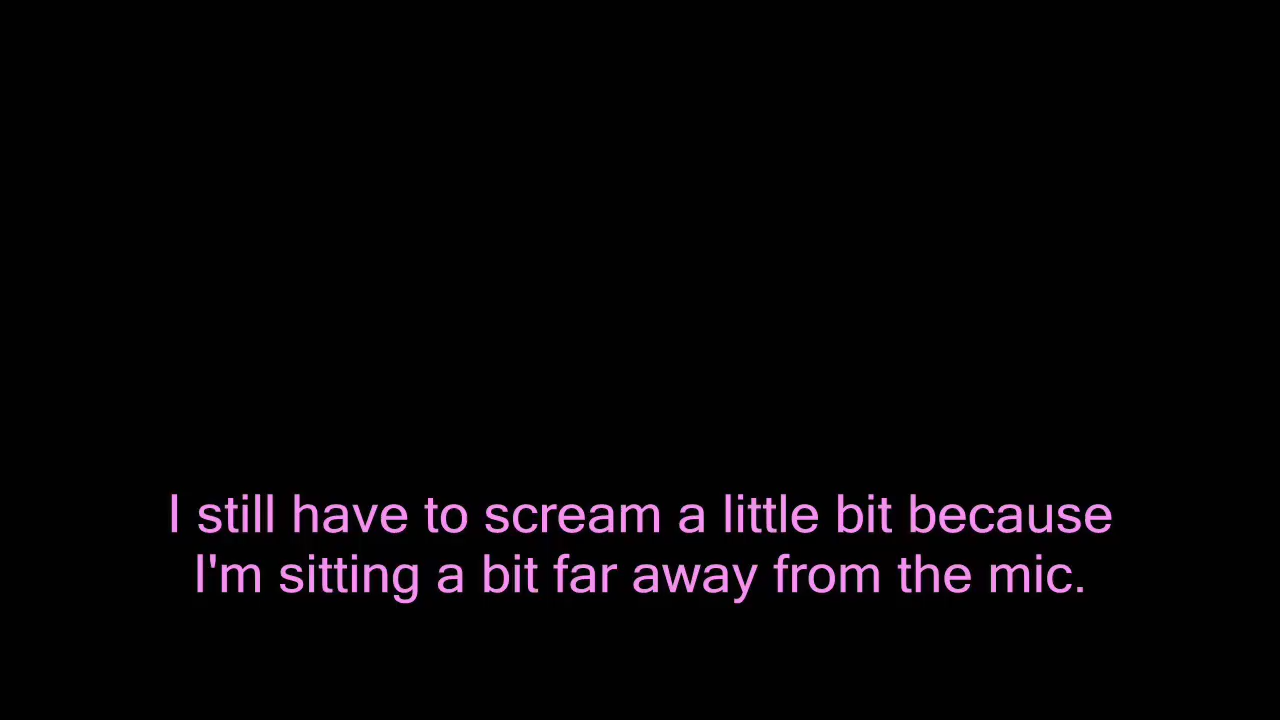 I still have to scream a little bit because
I'm sitting a bit far away from the mic.